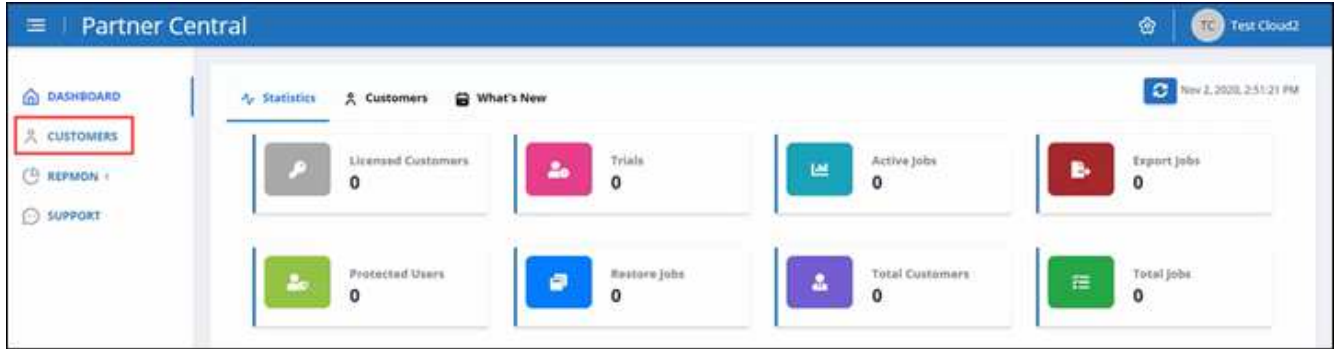 Partner Central
TC Test Cloud2
DASHBOARD
CUSTOMERS
REPMON
SUPPORT
Statistics Customers What's New
Nov 2, 2020, 2:51:21 PM
Licensed Customers
0
Trials
0
Active Jobs
0
Export Jobs
0
Protected Users
0
Restore Jobs
0
Total Customers
0
Total Jobs
0